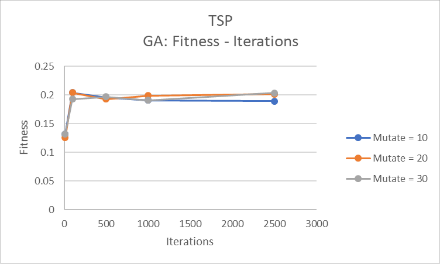 TSP
GA: Fitness - Iterations
0.25
0.2
0.15
0.1
0.05
0
Fitness
0
500
1000
1500
2000
2500
3000
Iterations
Mutate = 10
Mutate = 20
Mutate = 30